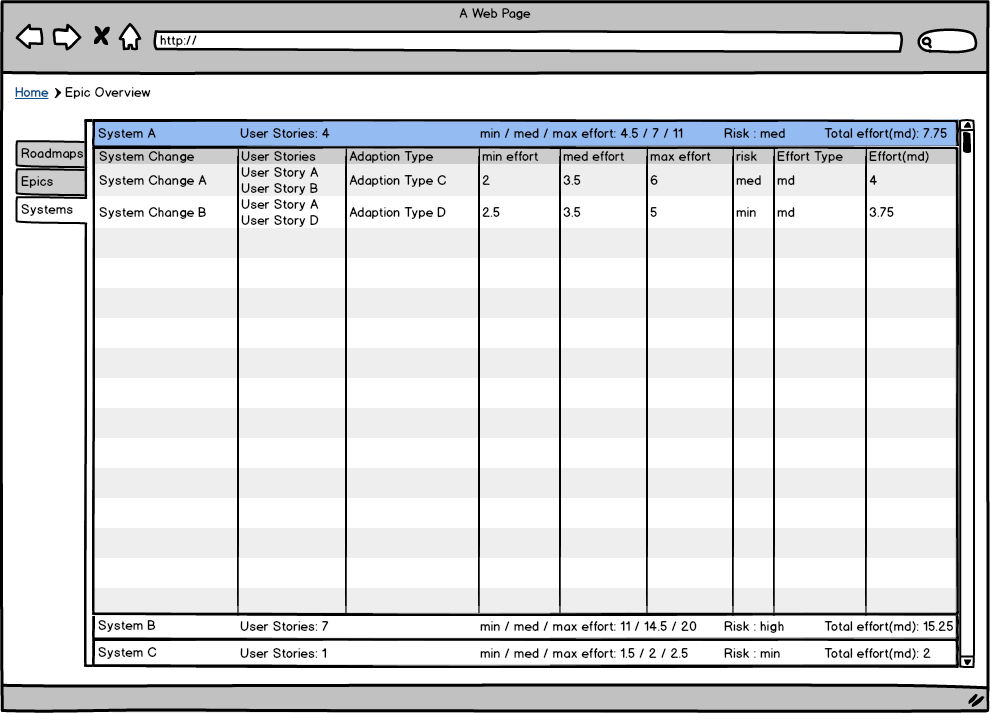 A Web Page
http://
Home Epic Overview
Roadmaps
Epics
Systems
System A User Stories: 4 min / med / max effort: 4.5 / 7 / 11 Risk : med Total effort(md): 7.75
System Change User Stories Adaption Type min effort med effort max effort risk Effort Type Effort(md)
User Story A
System Change A Adaption Type C 2 3.5 6 med md 4
User Story B
User Story A
System Change B Adaption Type D 2.5 3.5 5 min md 3.75
User Story D
System B User Stories: 7 min / med / max effort: 11 / 14.5 / 20 Risk : high Total effort(md): 15.25
System C User Stories: 1 min / med / max effort: 1.5 / 2 / 2.5 Risk : min Total effort(md): 2